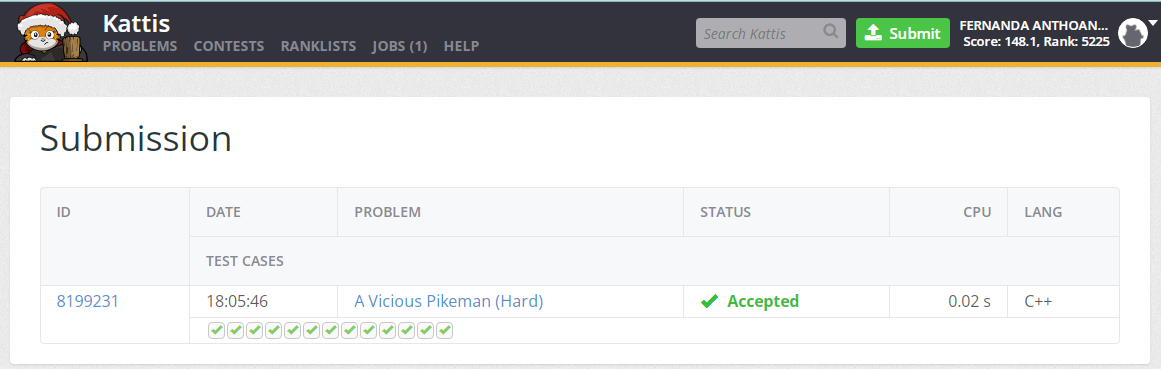 Kattis
PROBLEMS CONTESTS RANKLISTS JOBS (1) HELP
Search Kattis
Submit
FERNANDA ANTHOAN...
Score: 148.1, Rank: 5225
Submission
ID DATE PROBLEM STATUS CPU LANG
TEST CASES
8199231 18:05:46 A Vicious Pikeman (Hard) Accepted 0.02 s C++